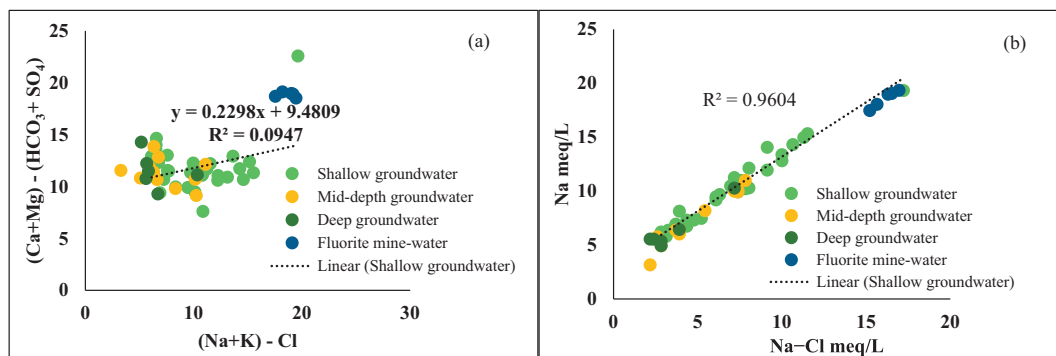 (a)
25
20
15
10
5
0
(Ca+Mg) - (HCO3+ SO4)
y = 0.2298x + 9.4809
R² = 0.0947
Shallow groundwater
Mid-depth groundwater
Deep groundwater
Fluorite mine-water
Linear (Shallow groundwater)
0 10 20 30
(Na+K) - Cl
(b)
25
20
15
10
5
0
Na meq/L
R² = 0.9604
Shallow groundwater
Mid-depth groundwater
Deep groundwater
Fluorite mine-water
Linear (Shallow groundwater)
0 5 10 15 20
Na−Cl meq/L